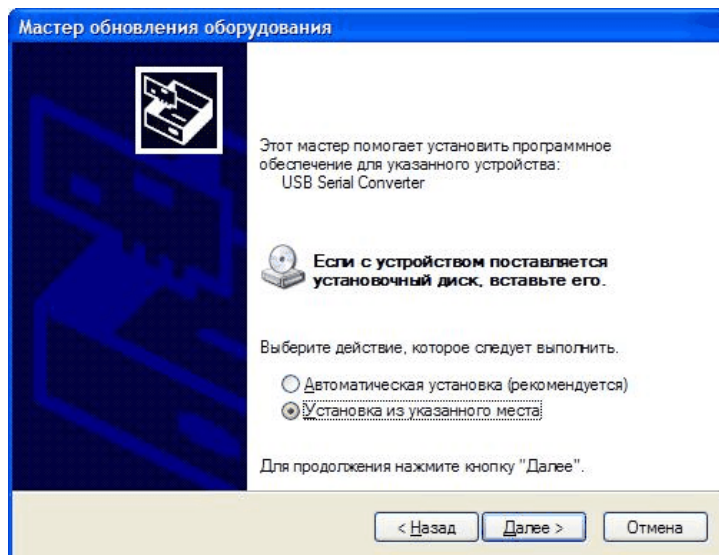 Мастер обновления оборудования
Этот мастер помогает установить программное
обеспечение для указанного устройства:
USB Serial Converter
Если с устройством поставляется
установочный диск, вставьте его.
Выберите действие, которое следует выполнить.
Автоматическая установка (рекомендуется)
Установка из указанного места
Для продолжения нажмите кнопку "Далее".
< Назад Далее > Отмена